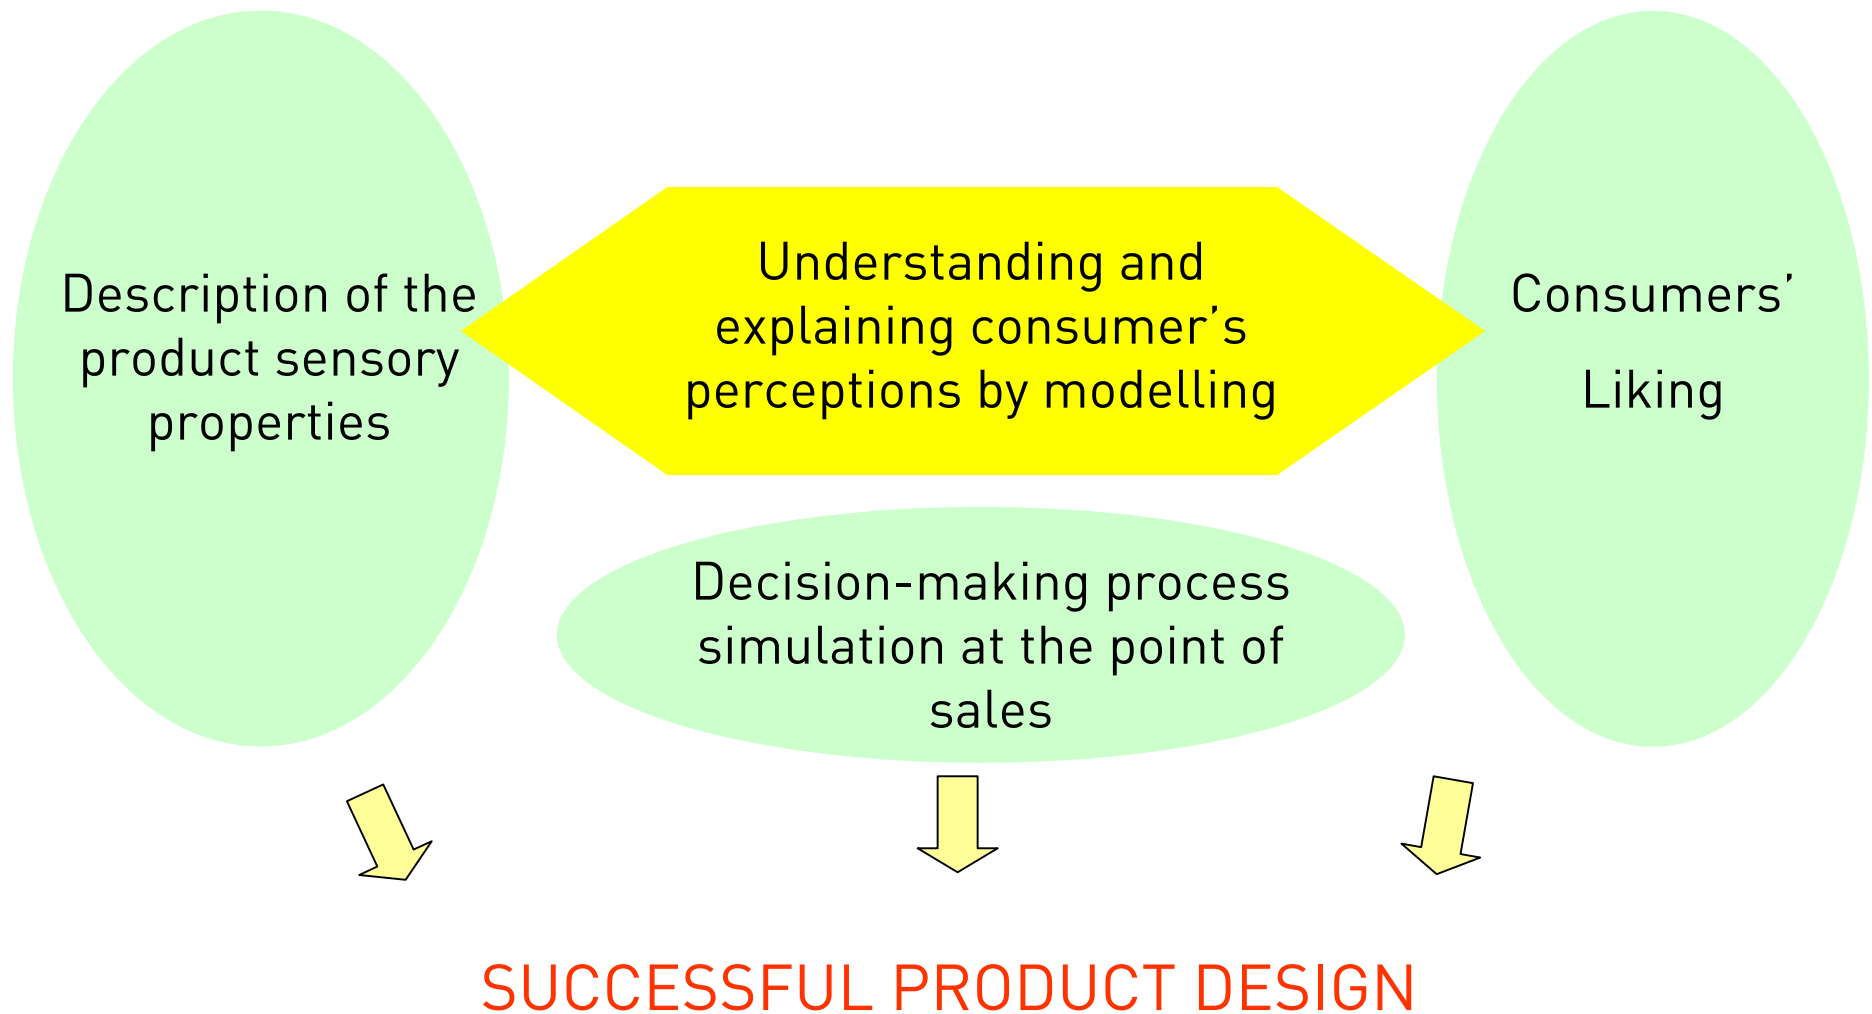 Description of the
product sensory
properties
Understanding and
explaining consumer’s
perceptions by modelling
Consumers’
Liking
Decision-making process
simulation at the point of
sales
SUCCESSFUL PRODUCT DESIGN